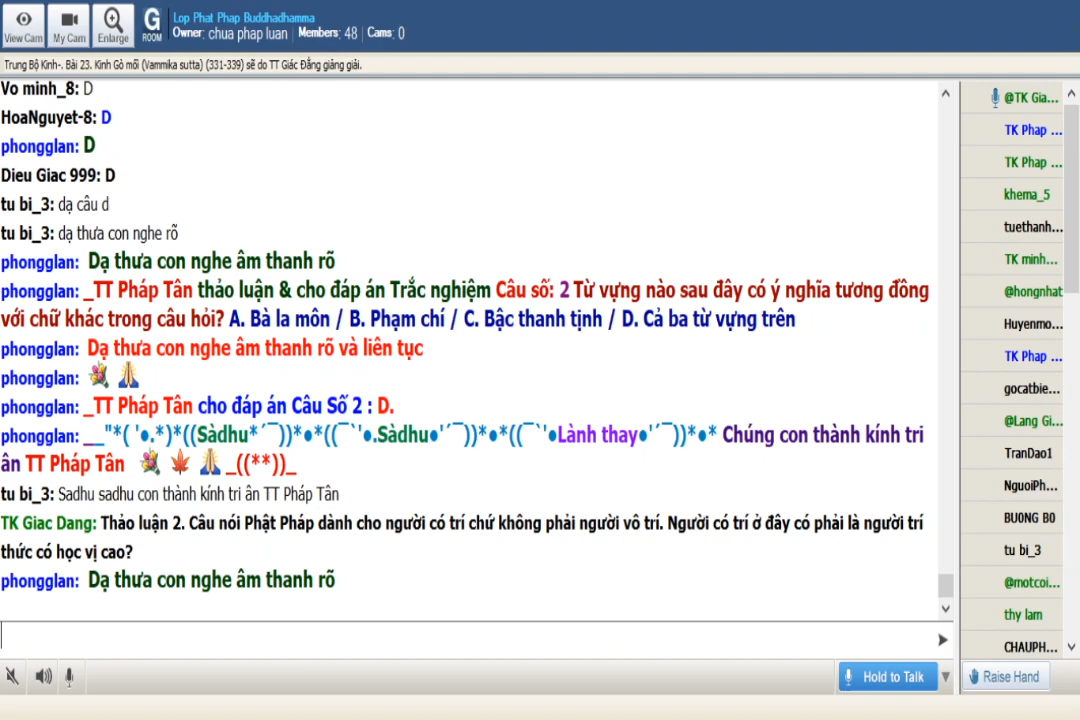 View Cam
My Cam
Enlarge
G
ROOM
Lop Phat Phap Buddhadhamma
Owner: chua phap luan | Members: 48 | Cams: 0
Trung Bộ Kinh-. Bài 23. Kinh Gò mối (Vammika sutta) (331-339) sẽ do TT Giác Đẳng giảng giải.
Vo minh_8: D
HoaNguyet-8: D
phongglan: D
Dieu Giac 999: D
tu bi_3: dạ câu d
tu bi_3: dạ thưa con nghe rõ
phongglan: Dạ thưa con nghe âm thanh rõ
phongglan: _TT Pháp Tân thảo luận & cho đáp án Trắc nghiệm Câu số: 2 Từ vựng nào sau đây có ý nghĩa tương đồng
với chữ khác trong câu hỏi? A. Bà la môn / B. Phạm chí / C. Bậc thanh tịnh / D. Cả ba từ vựng trên
phongglan: Dạ thưa con nghe âm thanh rõ và liên tục
phongglan: 💐 🙏
phongglan: _TT Pháp Tân cho đáp án Câu Số 2 : D.
phongglan: __"*( '●.*)*((Sàdhu*´¯))*●*((¯`'●.Sàdhu●'´¯))*●*((¯`'●Lành thay●'´¯))*●* Chúng con thành kính tri
ân TT Pháp Tân 💐 🍁 🙏 _((**))_
tu bi_3: Sadhu sadhu con thành kính tri ân TT Pháp Tân
TK Giac Dang: Thảo luận 2. Câu nói Phật Pháp dành cho người có trí chứ không phải người vô trí. Người có trí ở đây có phải là người trí
thức có học vị cao?
phongglan: Dạ thưa con nghe âm thanh rõ
@TK Gia...
TK Phap ...
TK Phap ...
khema_5
tuethanh...
TK minh...
@hongnhat
Huyenmo...
TK Phap ...
gocatbie...
@Lang Gi...
TranDao1
NguoiPh...
BUONG BO
tu bi_3
@motcoi...
thy lam
CHAUPH...
Hold to Talk
Raise Hand